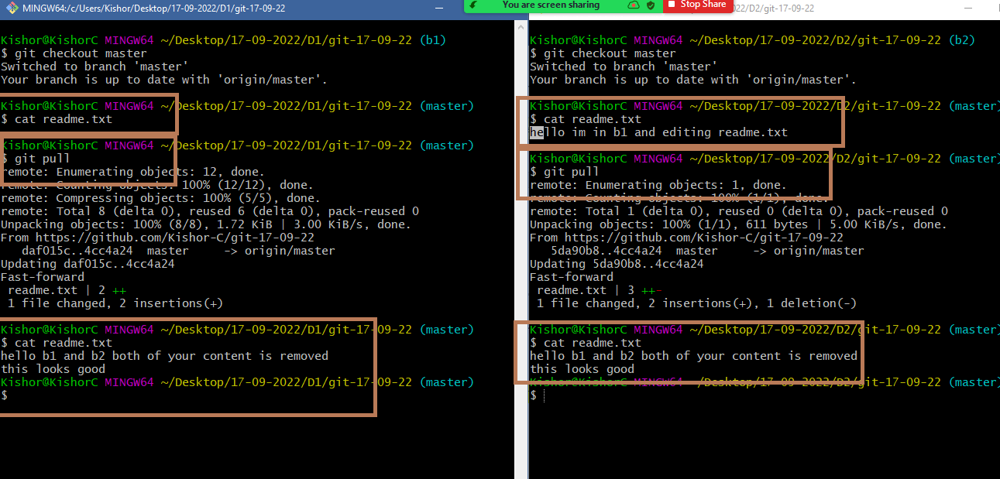 MINGW64:/c/Users/Kishor/Desktop/17-09-2022/D1/git-17-09-22
Kishor@KishorC MINGW64 ~/Desktop/17-09-2022/D1/git-17-09-22 (b1)
$ git checkout master
Switched to branch 'master'
Your branch is up to date with 'origin/master'.
Kishor@KishorC MINGW64 ~/Desktop/17-09-2022/D1/git-17-09-22 (master)
$ cat readme.txt
Kishor@KishorC MINGW64 ~/Desktop/17-09-2022/D1/git-17-09-22 (master)
$ git pull
remote: Enumerating objects: 12, done.
remote: Counting objects: 100% (12/12), done.
remote: Compressing objects: 100% (5/5), done.
remote: Total 8 (delta 0), reused 6 (delta 0), pack-reused 0
Unpacking objects: 100% (8/8), 1.72 KiB | 3.00 KiB/s, done.
From https://github.com/Kishor-C/git-17-09-22
daf015c..4cc4a24  master     -> origin/master
Updating daf015c..4cc4a24
Fast-forward
readme.txt | 2 ++
1 file changed, 2 insertions(+)
Kishor@KishorC MINGW64 ~/Desktop/17-09-2022/D1/git-17-09-22 (master)
$ cat readme.txt
hello b1 and b2 both of your content is removed
this looks good
Kishor@KishorC MINGW64 ~/Desktop/17-09-2022/D1/git-17-09-22 (master)
$
You are screen sharing
Stop Share
D2/git-17-09-22
Kishor@KishorC MINGW64 ~/Desktop/17-09-2022/D2/git-17-09-22 (b2)
$ git checkout master
Switched to branch 'master'
Your branch is up to date with 'origin/master'.
Kishor@KishorC MINGW64 ~/Desktop/17-09-2022/D2/git-17-09-22 (master)
$ cat readme.txt
hello im in b1 and editing readme.txt
Kishor@KishorC MINGW64 ~/Desktop/17-09-2022/D2/git-17-09-22 (master)
$ git pull
remote: Enumerating objects: 1, done.
remote: Counting objects: 100% (1/1), done.
remote: Total 1 (delta 0), reused 0 (delta 0), pack-reused 0
Unpacking objects: 100% (1/1), 611 bytes | 5.00 KiB/s, done.
From https://github.com/Kishor-C/git-17-09-22
5da90b8..4cc4a24  master     -> origin/master
Updating 5da90b8..4cc4a24
Fast-forward
readme.txt | 3 ++-
1 file changed, 2 insertions(+), 1 deletion(-)
Kishor@KishorC MINGW64 ~/Desktop/17-09-2022/D2/git-17-09-22 (master)
$ cat readme.txt
hello b1 and b2 both of your content is removed
this looks good
Kishor@KishorC MINGW64 ~/Desktop/17-09-2022/D2/git-17-09-22 (master)
$